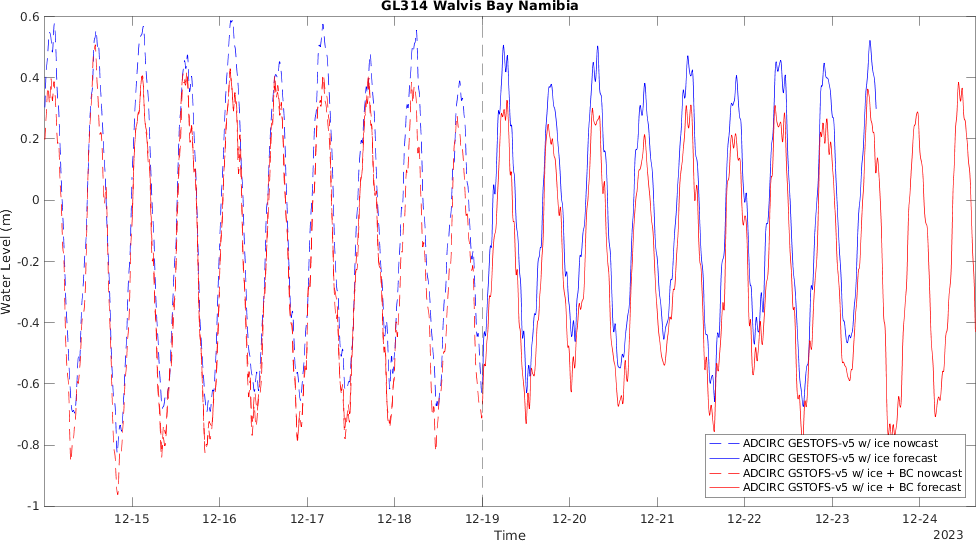 GL314 Walvis Bay Namibia
0.6
0.4
0.2
0
-0.2
-0.4
-0.6
-0.8
-1
Water Level (m)
12-15
12-16
12-17
12-18
12-19
12-20
12-21
12-22
12-23
12-24
Time
2023
ADCIRC GESTOFS-v5 w/ ice nowcast
ADCIRC GESTOFS-v5 w/ ice forecast
ADCIRC GSTOFS-v5 w/ ice + BC nowcast
ADCIRC GSTOFS-v5 w/ ice + BC forecast